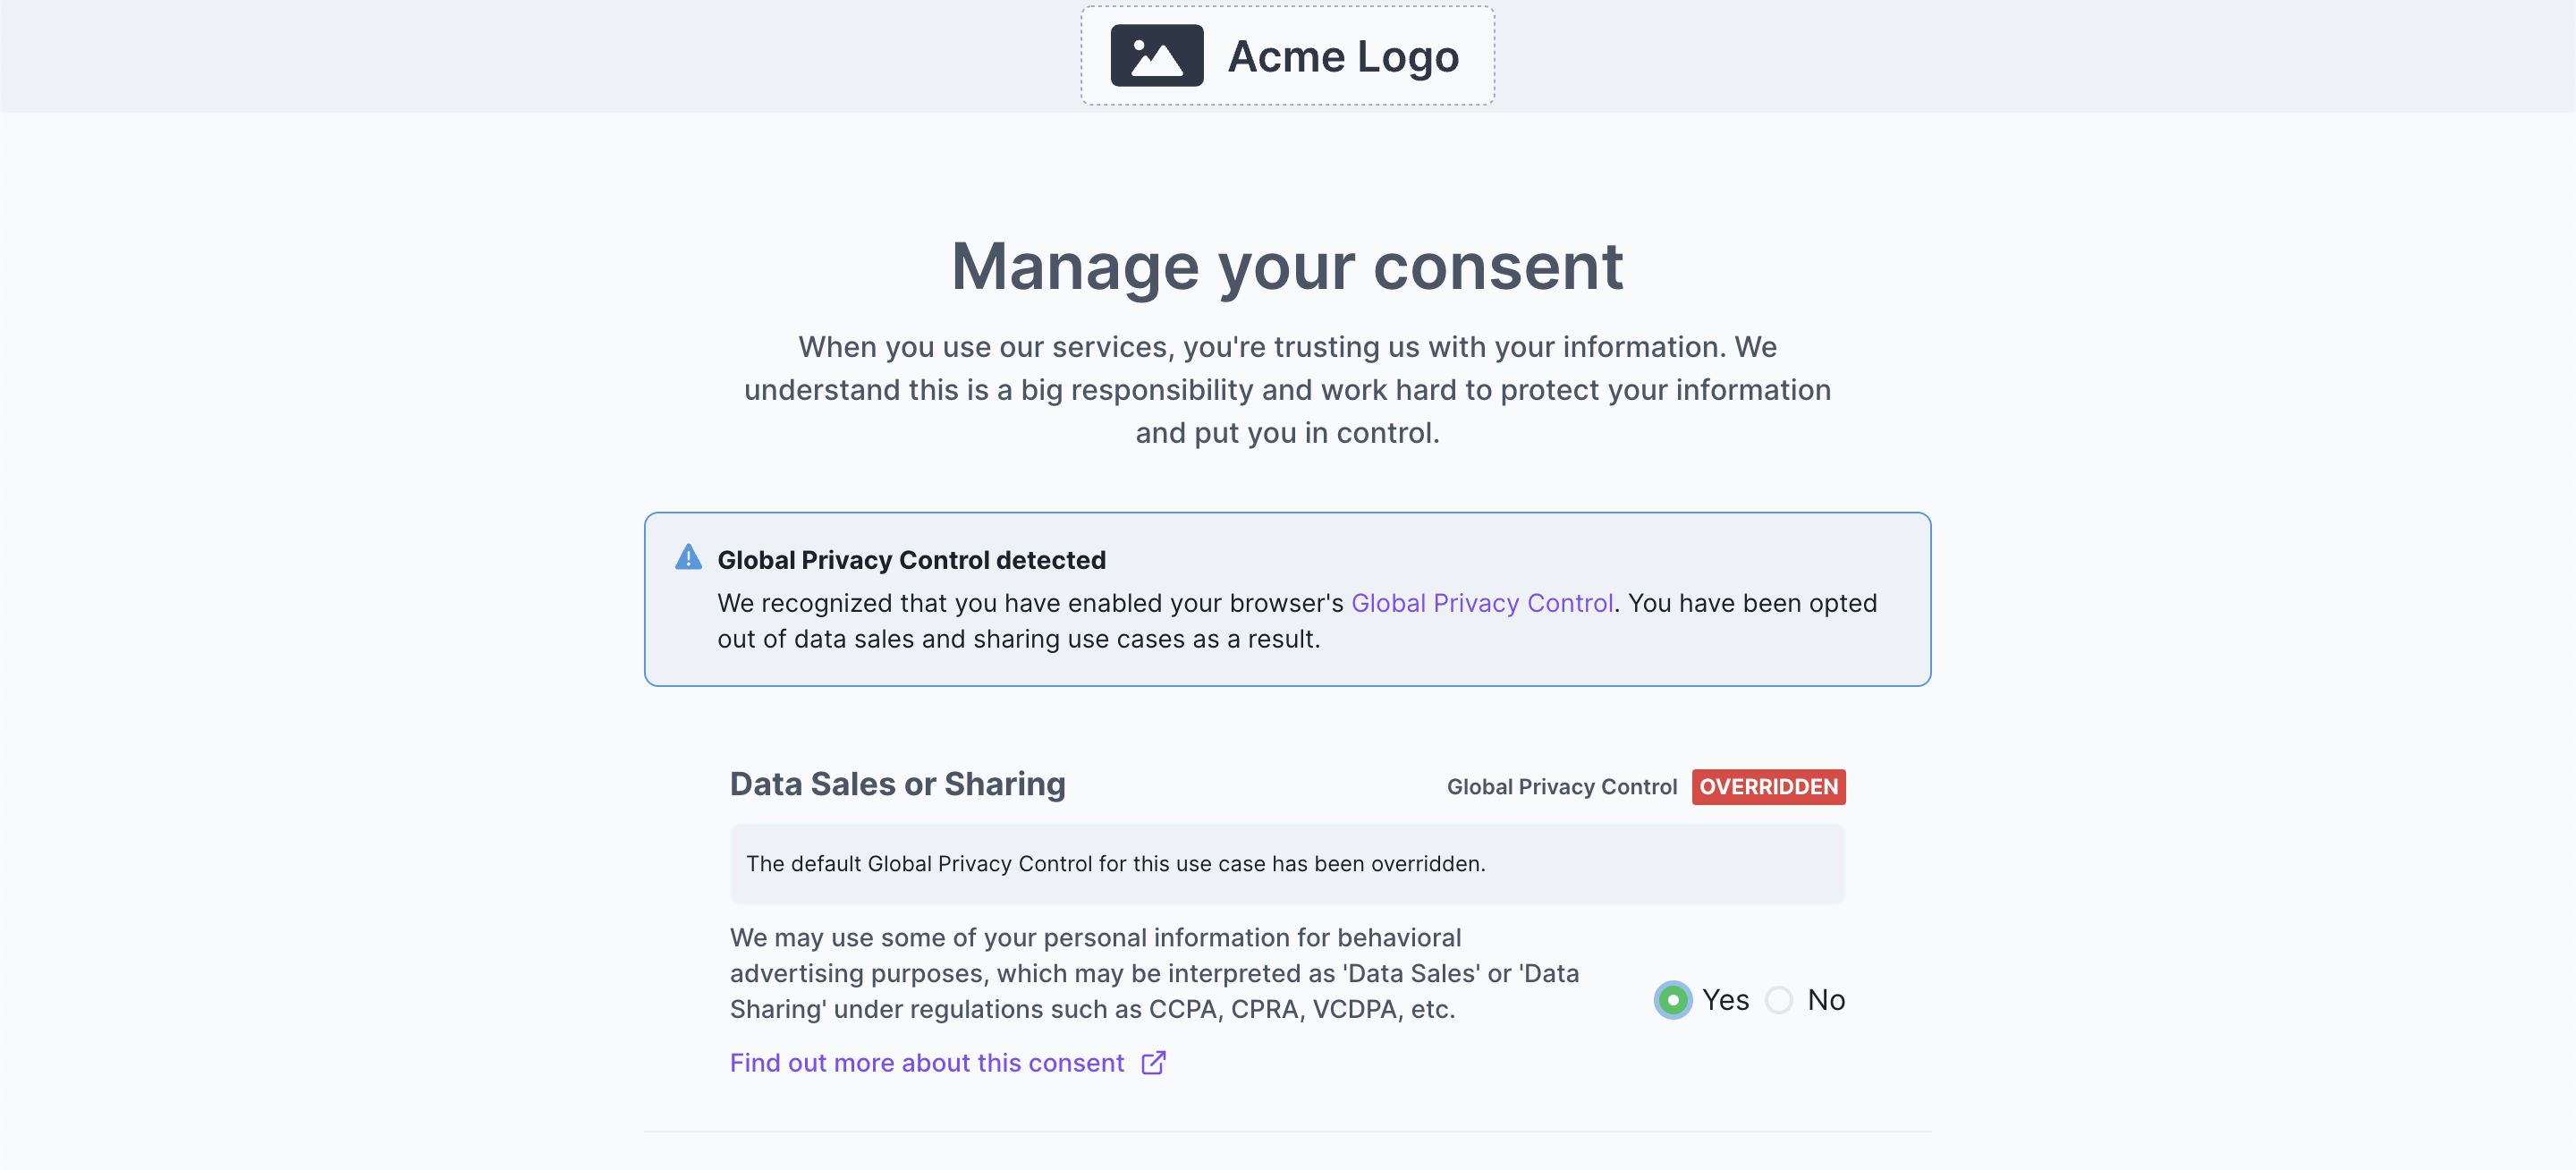 Acme Logo
Manage your consent
When you use our services, you're trusting us with your information. We
understand this is a big responsibility and work hard to protect your information
and put you in control.
Global Privacy Control detected
We recognized that you have enabled your browser's Global Privacy Control. You have been opted
out of data sales and sharing use cases as a result.
Data Sales or Sharing
Global Privacy Control OVERRIDDEN
The default Global Privacy Control for this use case has been overridden.
We may use some of your personal information for behavioral
advertising purposes, which may be interpreted as 'Data Sales' or 'Data
Sharing' under regulations such as CCPA, CPRA, VCDPA, etc.
Yes No
Find out more about this consent